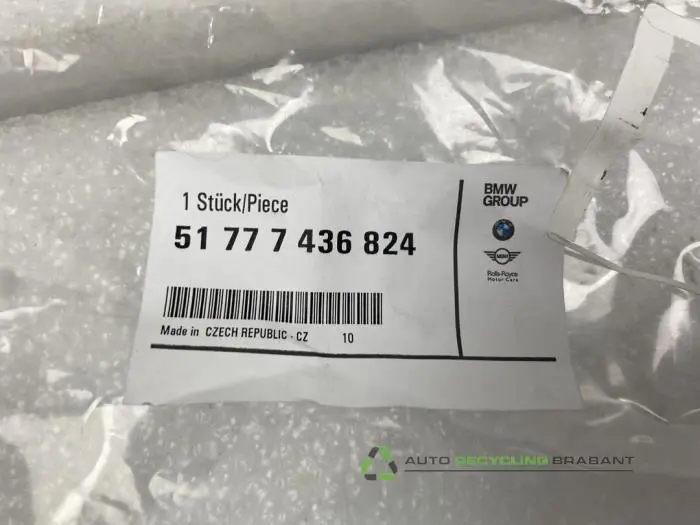 1 Stück/Piece
51 77 7 436 824
Made in CZECH REPUBLIC - CZ 10
BMW
GROUP
MINI
Rolls-Royce
Motor Cars
AUTO RECYCLING BRABANT